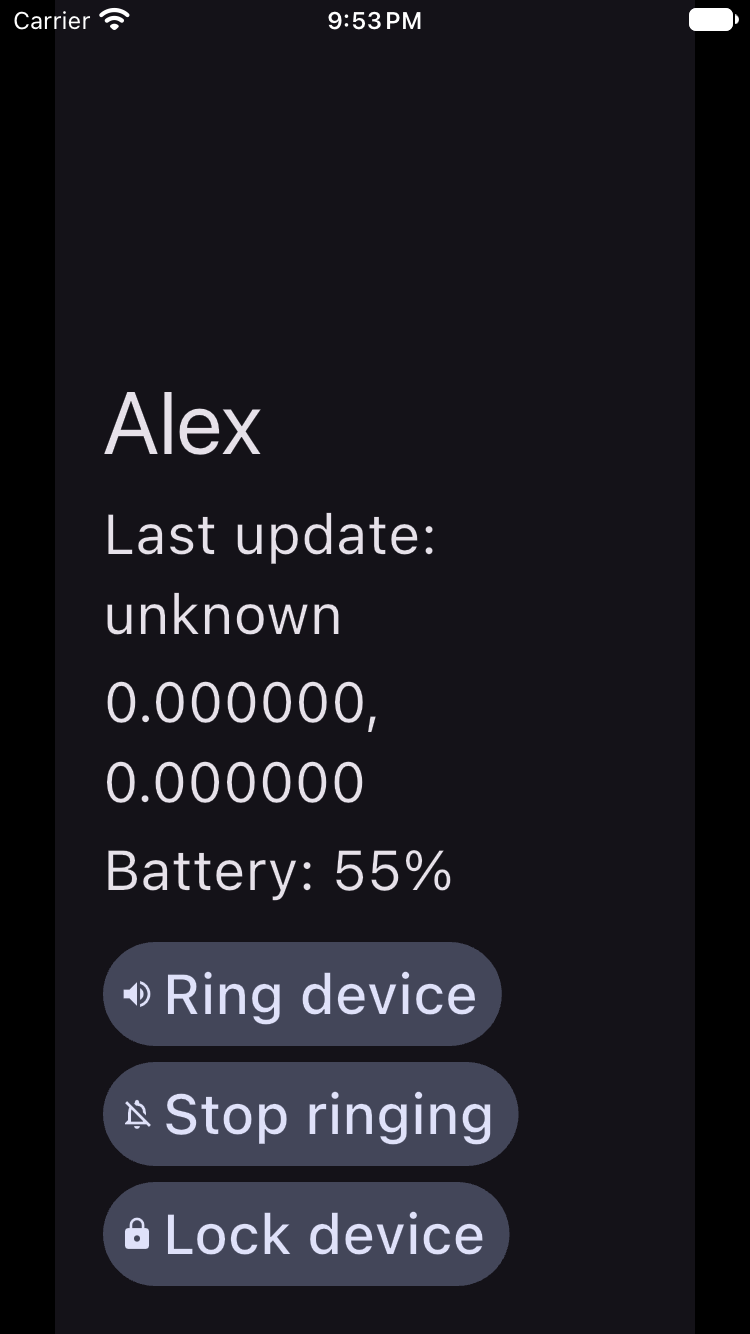 Carrier 9:53 PM
Alex
Last update:
unknown
0.000000,
0.000000
Battery: 55%
Ring device
Stop ringing
Lock device